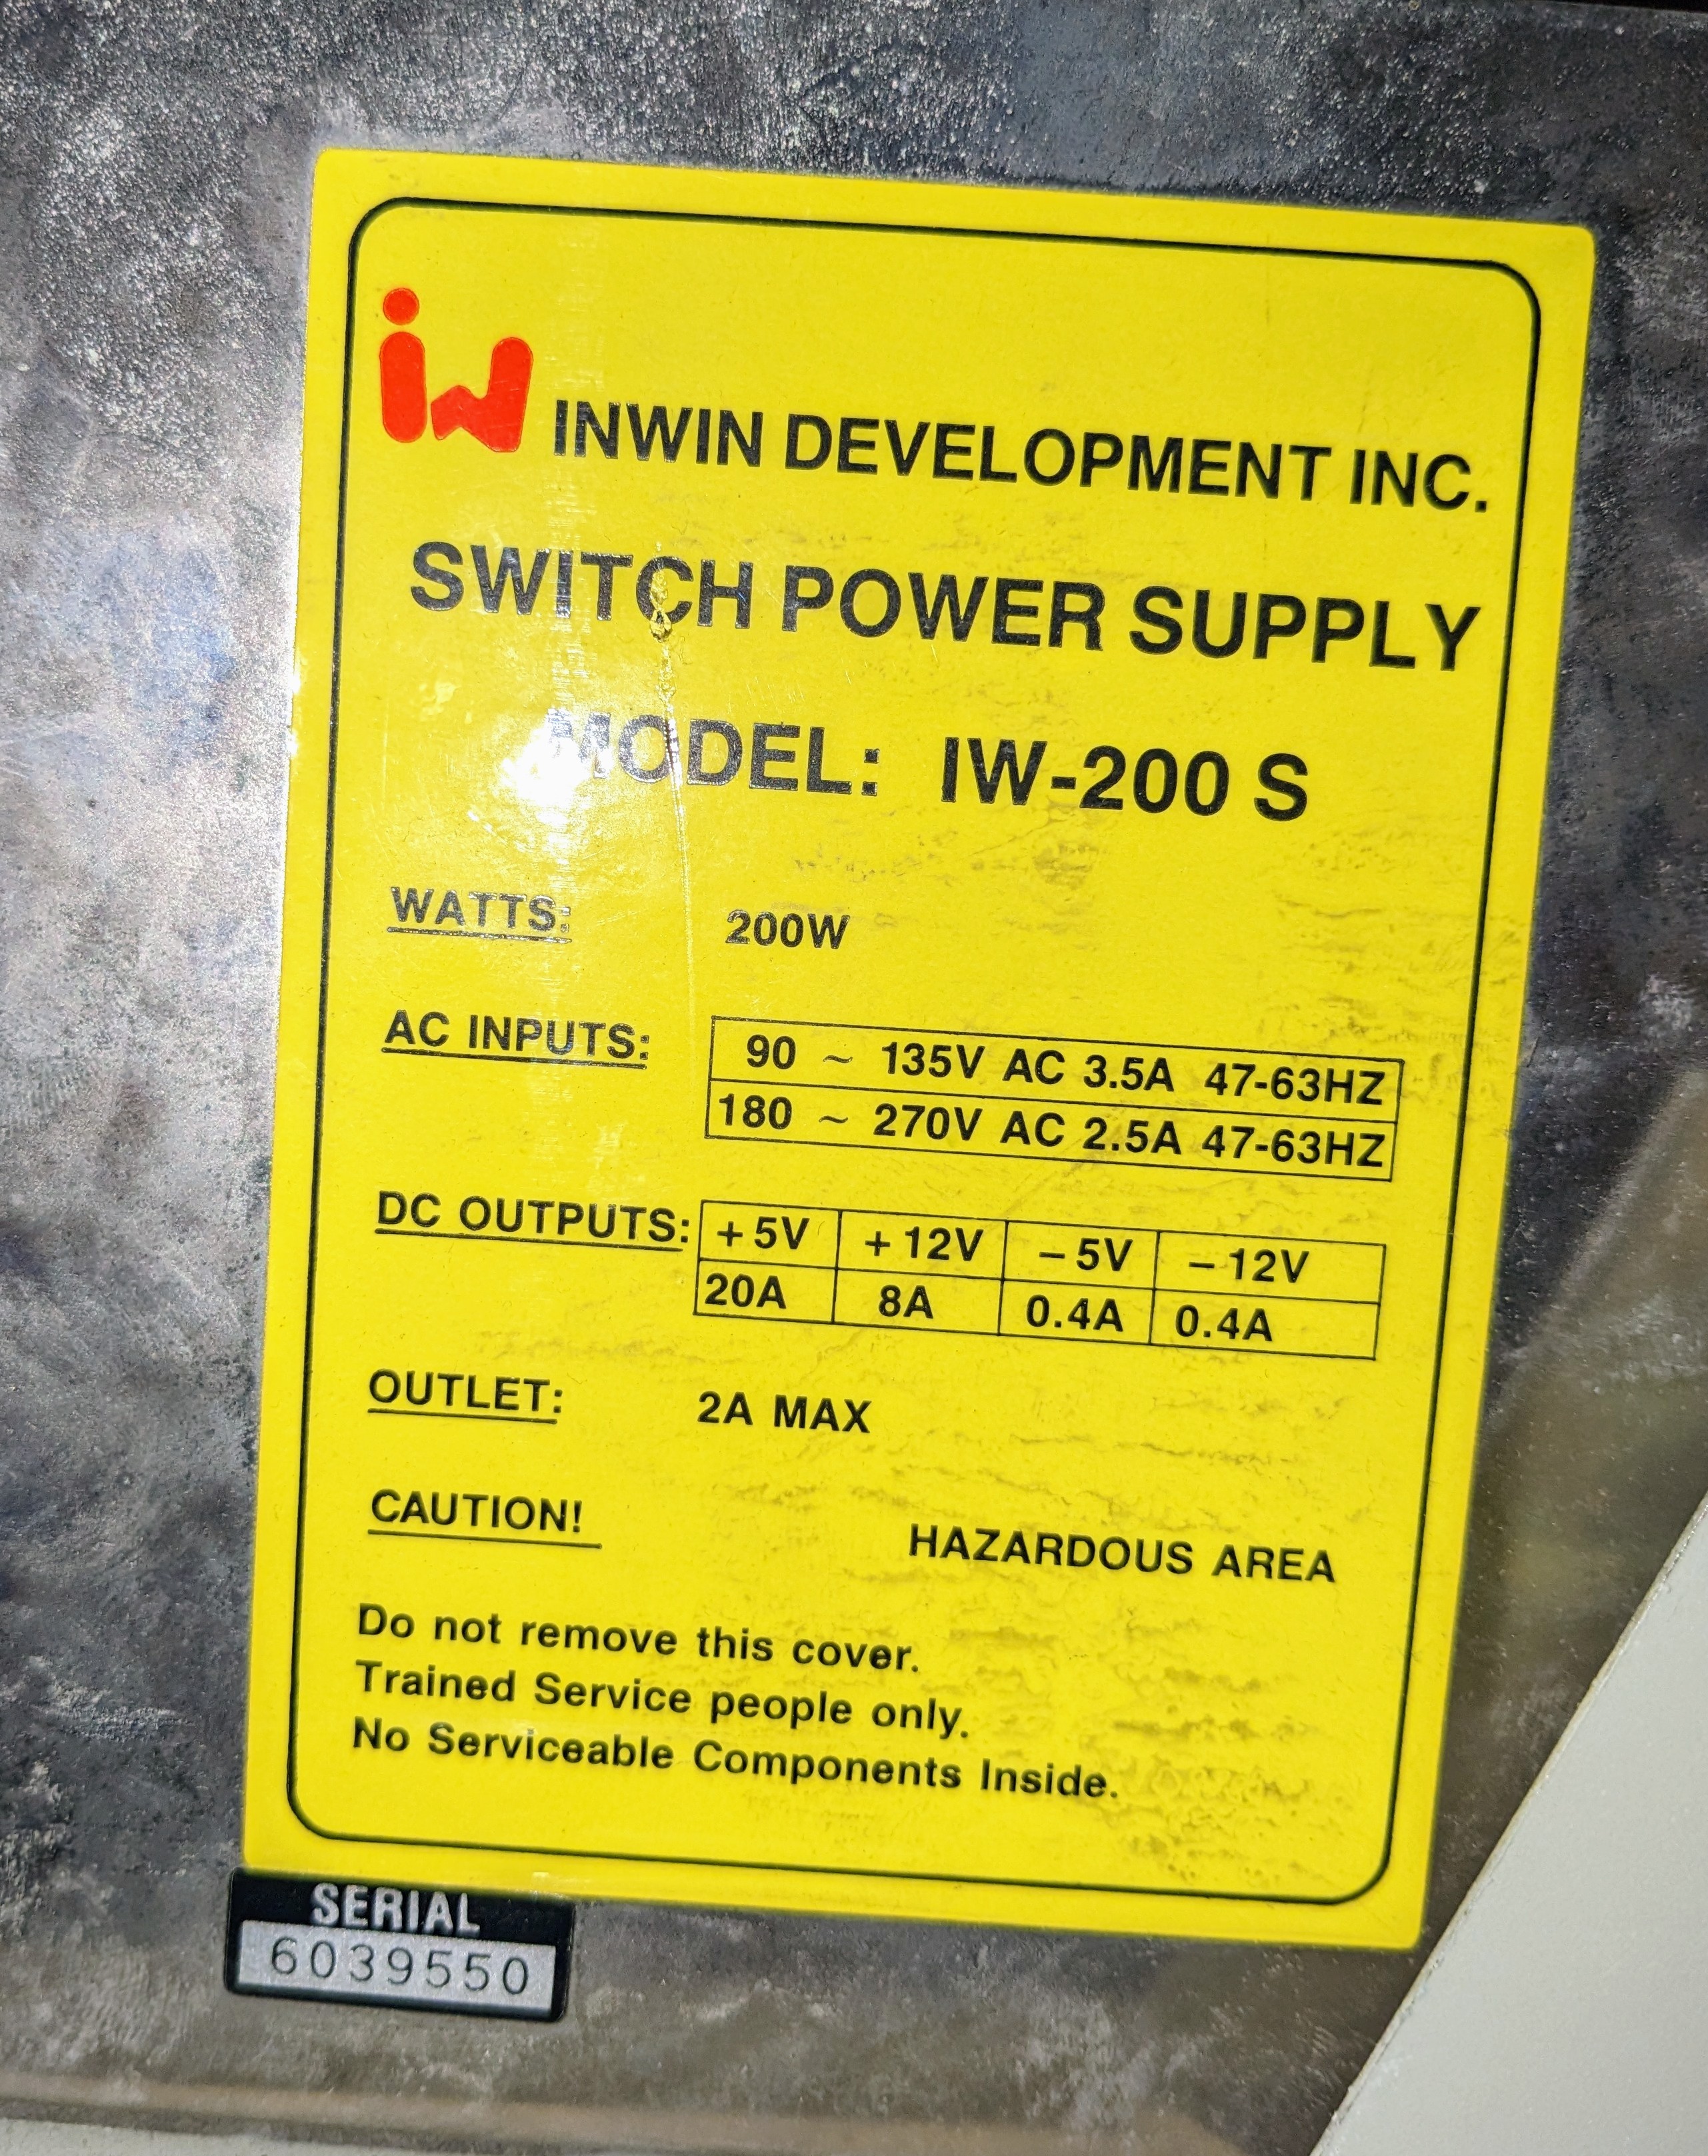 iw INWIN DEVELOPMENT INC.
SWITCH POWER SUPPLY
MODEL: IW-200 S
WATTS: 200W
AC INPUTS: 90 ~ 135V AC 3.5A 47-63HZ
180 ~ 270V AC 2.5A 47-63HZ
DC OUTPUTS: +5V +12V -5V -12V
20A 8A 0.4A 0.4A
OUTLET: 2A MAX
CAUTION! HAZARDOUS AREA
Do not remove this cover.
Trained Service people only.
No Serviceable Components Inside.
SERIAL
6039550